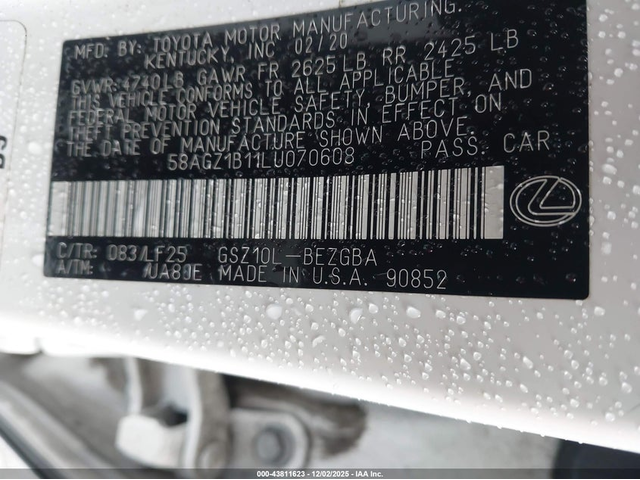 MFD. BY: TOYOTA MOTOR MANUFACTURING.
KENTUCKY, INC 02/20
GVWR: 4740LB GAWR FR 2625LB RR 2425 LB
THIS VEHICLE CONFORMS TO ALL APPLICABLE
FEDERAL MOTOR VEHICLE SAFETY, BUMPER, AND
THEFT PREVENTION STANDARDS IN EFFECT ON
THE DATE OF MANUFACTURE SHOWN ABOVE.
58AGZ1B11LU070608 PASS. CAR
C/TR: 083/LF25 GSZ10L-BEZGBA
A/TM: /UA80E MADE IN U.S.A. 90852
000-43811623 - 12/02/2025 - IAA Inc.